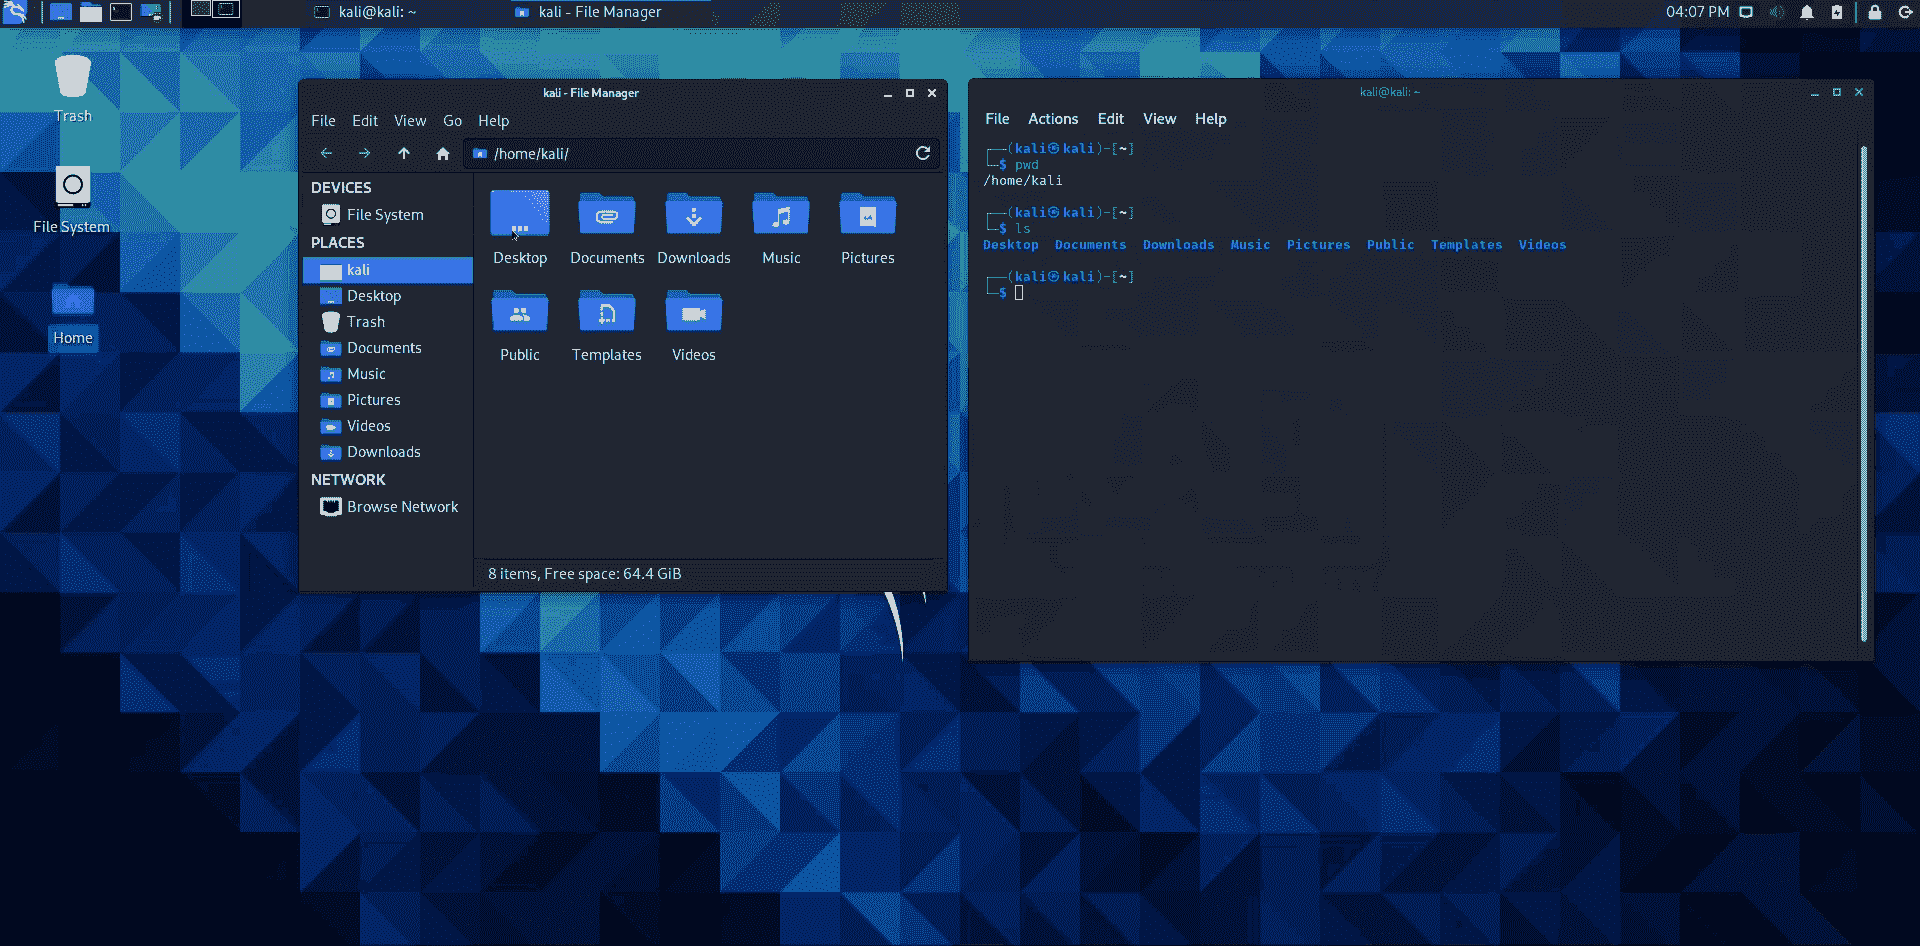 kali@kali: ~
kali - File Manager
04:07 PM
Trash
File System
Home
kali - File Manager
File Edit View Go Help
/home/kali/
DEVICES
File System
PLACES
kali
Desktop
Trash
Documents
Music
Pictures
Videos
Downloads
NETWORK
Browse Network
Desktop Documents Downloads Music Pictures
Public Templates Videos
8 items, Free space: 64.4 GiB
kali@kali: ~
File Actions Edit View Help
┌──(kali㉿kali)-[~]
└─$ pwd
/home/kali
┌──(kali㉿kali)-[~]
└─$ ls
Desktop Documents Downloads Music Pictures Public Templates Videos
┌──(kali㉿kali)-[~]
└─$